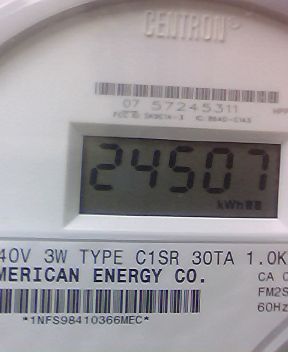 CENTRON®
07 57245311
24507
kWh
40V 3W TYPE C1SR 30TA 1.0K
MERICAN ENERGY CO.
CA
FM2S
60Hz
*1NFS98410366MEC*